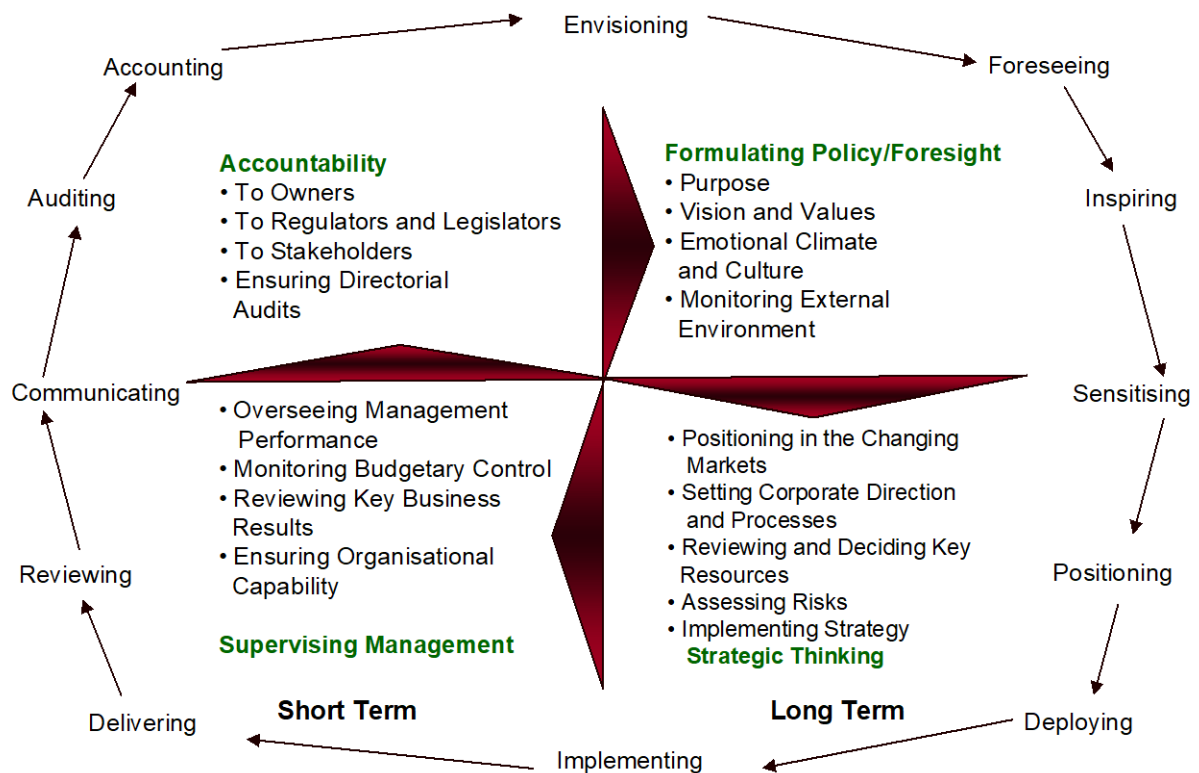 Envisioning
Accounting
Foreseeing
Auditing
Inspiring
Accountability
• To Owners
• To Regulators and Legislators
• To Stakeholders
• Ensuring Directorial
Audits
Formulating Policy/Foresight
• Purpose
• Vision and Values
• Emotional Climate
and Culture
• Monitoring External
Environment
Communicating
Sensitising
• Overseeing Management
Performance
• Monitoring Budgetary Control
• Reviewing Key Business
Results
• Ensuring Organisational
Capability
Supervising Management
• Positioning in the Changing
Markets
• Setting Corporate Direction
and Processes
• Reviewing and Deciding Key
Resources
• Assessing Risks
• Implementing Strategy
Strategic Thinking
Reviewing
Positioning
Short Term
Long Term
Delivering
Deploying
Implementing